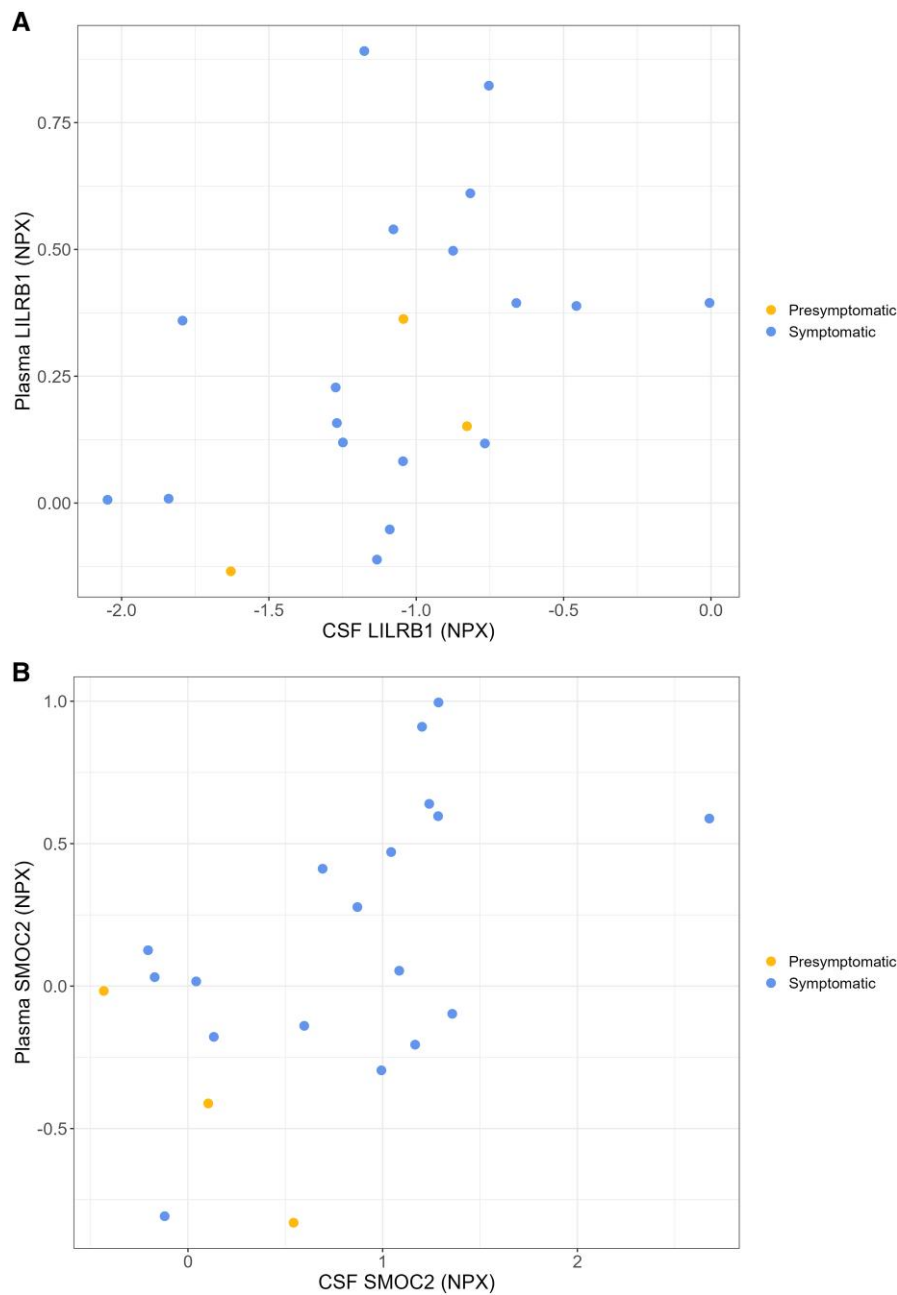 A
0.75
0.50
0.25
0.00
Plasma LILRB1 (NPX)
-2.0 -1.5 -1.0 -0.5 0.0
CSF LILRB1 (NPX)
Presymptomatic
Symptomatic
B
1.0
0.5
0.0
-0.5
Plasma SMOC2 (NPX)
0 1 2
CSF SMOC2 (NPX)
Presymptomatic
Symptomatic